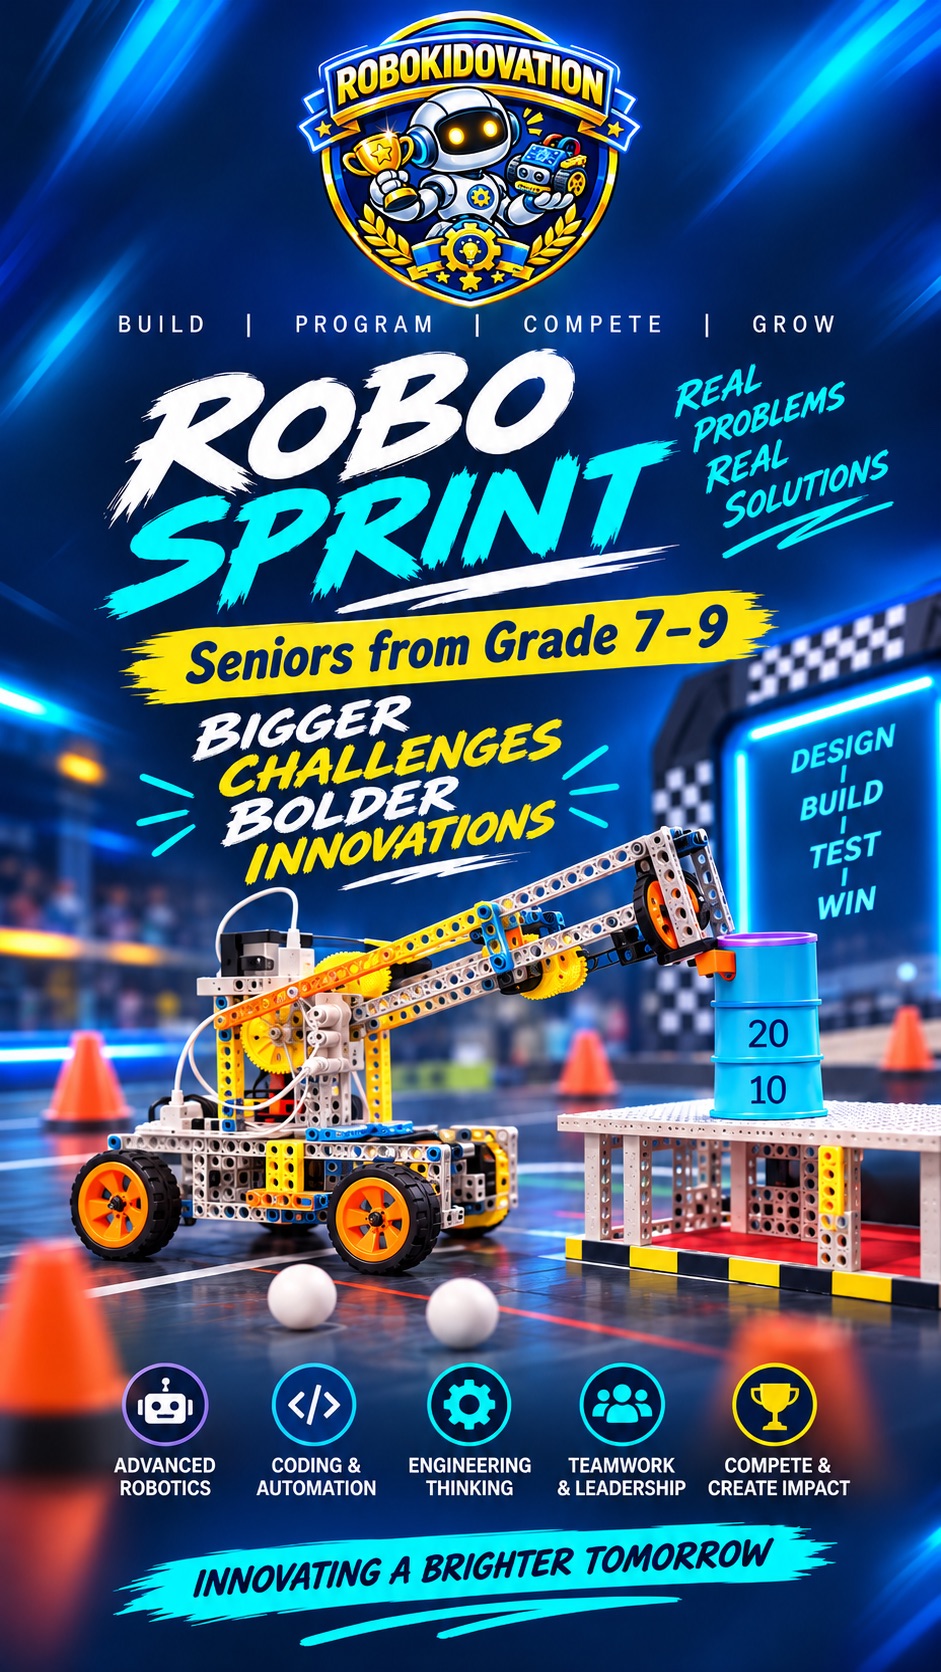 ROBOKIDOVATION
BUILD | PROGRAM | COMPETE | GROW
ROBO
SPRINT
REAL
PROBLEMS
REAL
SOLUTIONS
Seniors from Grade 7-9
BIGGER
CHALLENGES
BOLDER
INNOVATIONS
DESIGN
BUILD
TEST
WIN
20
10
ADVANCED
ROBOTICS
CODING &
AUTOMATION
ENGINEERING
THINKING
TEAMWORK
& LEADERSHIP
COMPETE &
CREATE IMPACT
INNOVATING A BRIGHTER TOMORROW